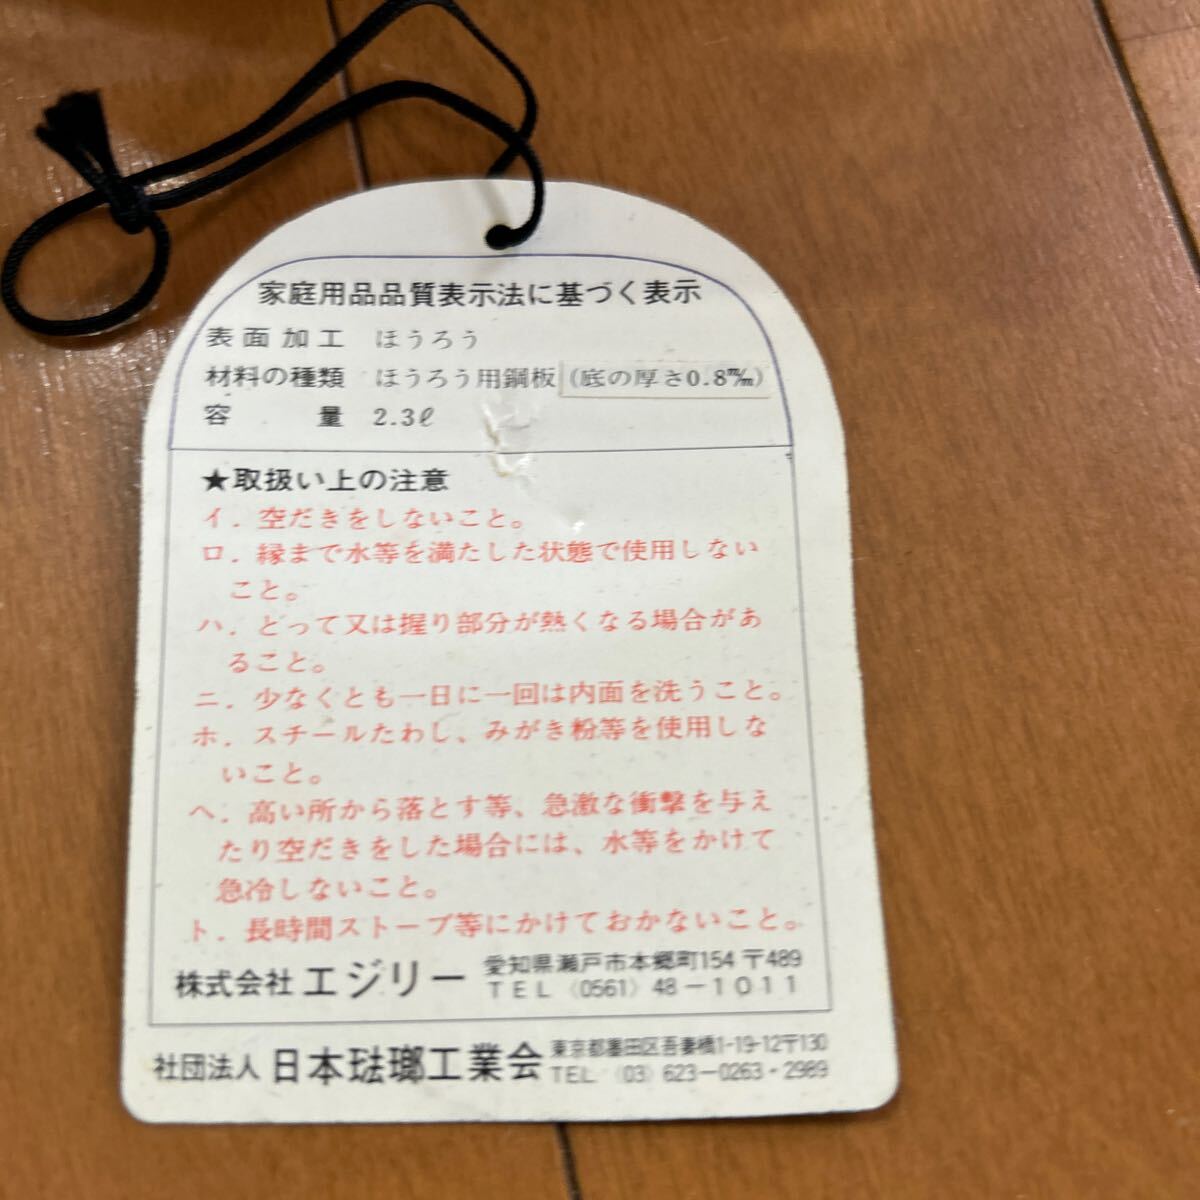 家庭用品品質表示法に基づく表示
表面加工 ほうろう
材料の種類 ほうろう用鋼板 (底の厚さ0.8㎜)
容量 2.3ℓ
★取扱い上の注意
イ. 空だきをしないこと。
ロ. 縁まで水等を満たした状態で使用しない
こと。
ハ. とって又は握り部分が熱くなる場合があ
ること。
ニ. 少なくとも一日に一回は内面を洗うこと。
ホ. スチールたわし、みがき粉等を使用しな
いこと。
ヘ. 高い所から落とす等、急激な衝撃を与え
たり空だきをした場合には、水等をかけて
急冷しないこと。
ト. 長時間ストーブ等にかけておかないこと。
株式会社 エジリー 愛知県瀬戸市本郷町154 〒489
TEL (0561) 48-1011
社団法人 日本琺瑯工業会 東京都墨田区吾妻橋1-19-12〒130
TEL (03) 623-0263・2989